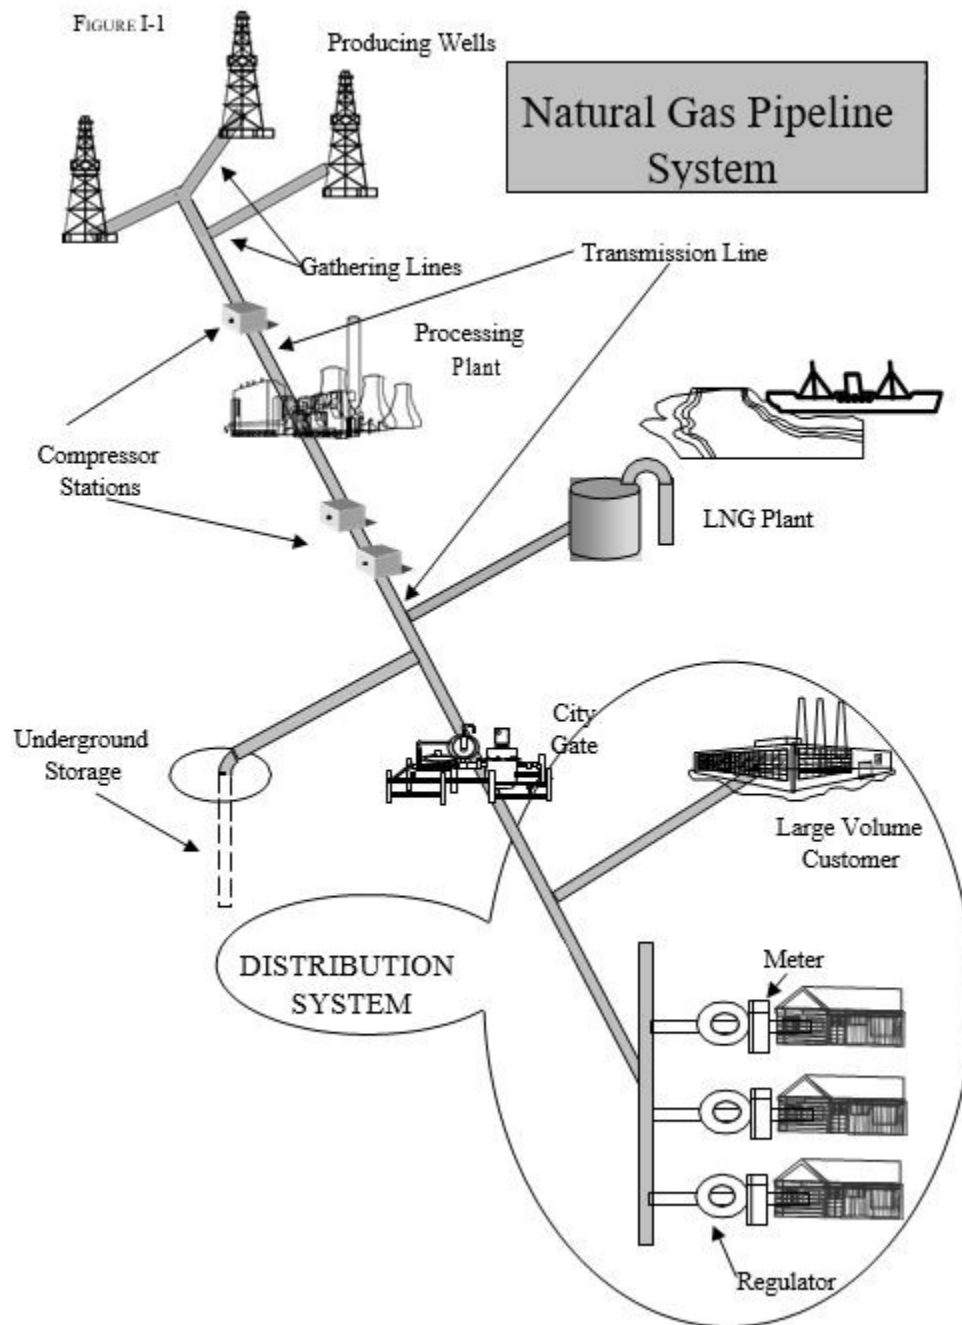 FIGURE I-1
Producing Wells
Natural Gas Pipeline
System
Gathering Lines
Transmission Line
Processing
Plant
Compressor
Stations
LNG Plant
Underground
Storage
City
Gate
Large Volume
Customer
DISTRIBUTION
SYSTEM
Meter
Regulator